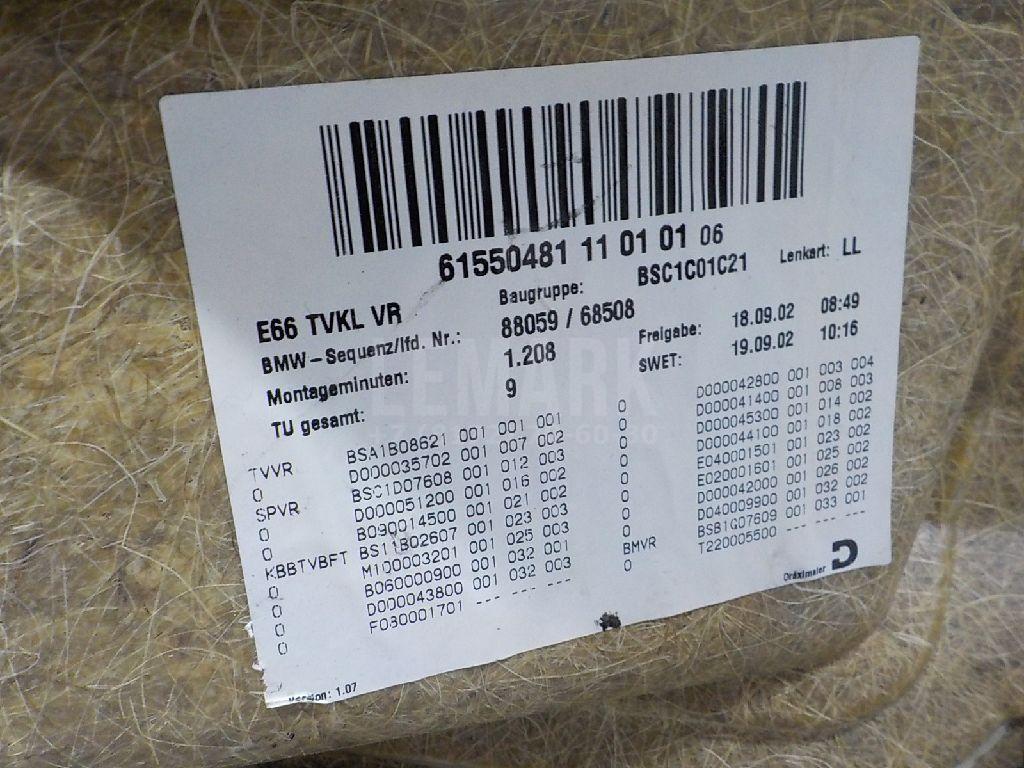 61550481 11 01 01 06
E66 TVKL VR Baugruppe: BSC1C01C21 Lenkart: LL
BMW-Sequenz/lfd. Nr.: 88059 / 68508 Freigabe: 18.09.02 08:49
Montageminuten: 1.208 SWET: 19.09.02 10:16
TU gesamt: 9
TVVR BSA1B08621 001 001 001 0 D000042800 001 003 004
0 D000035702 001 007 002 0 D000041400 001 008 003
SPVR BSC1D07608 001 012 003 0 D000045300 001 014 002
0 D000051200 001 016 002 0 D000044100 001 018 002
0 B090014500 001 021 002 0 E040001501 001 023 002
KBBTVBFT BS11B02607 001 023 003 0 E020001601 001 025 002
0 M100003201 001 025 003 0 D000042000 001 026 002
0 B060000900 001 032 001 0 D040009900 001 032 002
0 D000043800 001 032 003 BMVR BSB1G07609 001 033 001
0 F030001701 --- --- --- 0 T220005500 --- --- ---
Dräxlmaier
Version: 1.07
LEMARK